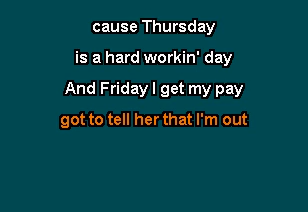 cause Thursday
is a hard workin' day
And Friday I get my pay
got to tell her that I'm out